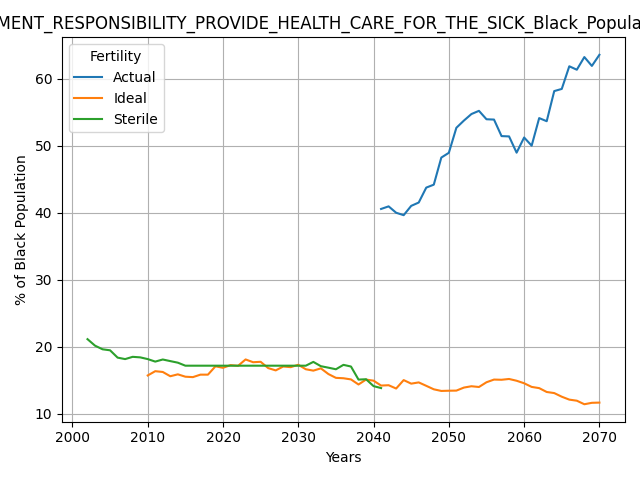 MENT_RESPONSIBILITY_PROVIDE_HEALTH_CARE_FOR_THE_SICK_Black_Popula
Fertility
Actual
Ideal
Sterile
% of Black Population
60
50
40
30
20
10
2000 2010 2020 2030 2040 2050 2060 2070
Years